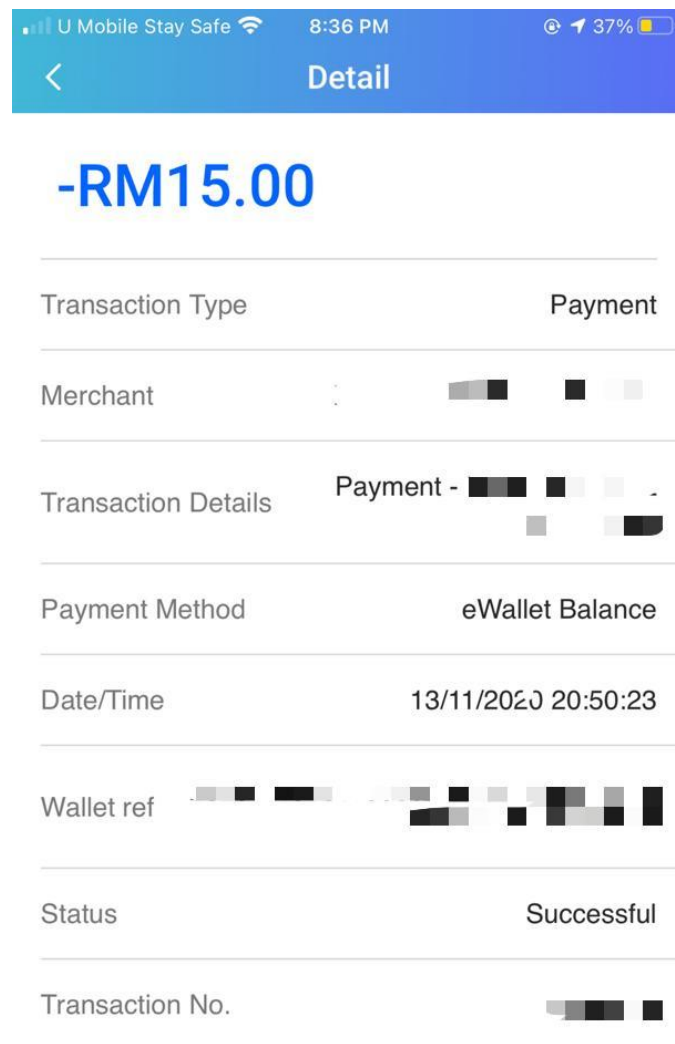 U Mobile Stay Safe 8:36 PM 37%
Detail
-RM15.00
Transaction Type Payment
Merchant
Transaction Details Payment -
Payment Method eWallet Balance
Date/Time 13/11/2020 20:50:23
Wallet ref
Status Successful
Transaction No.